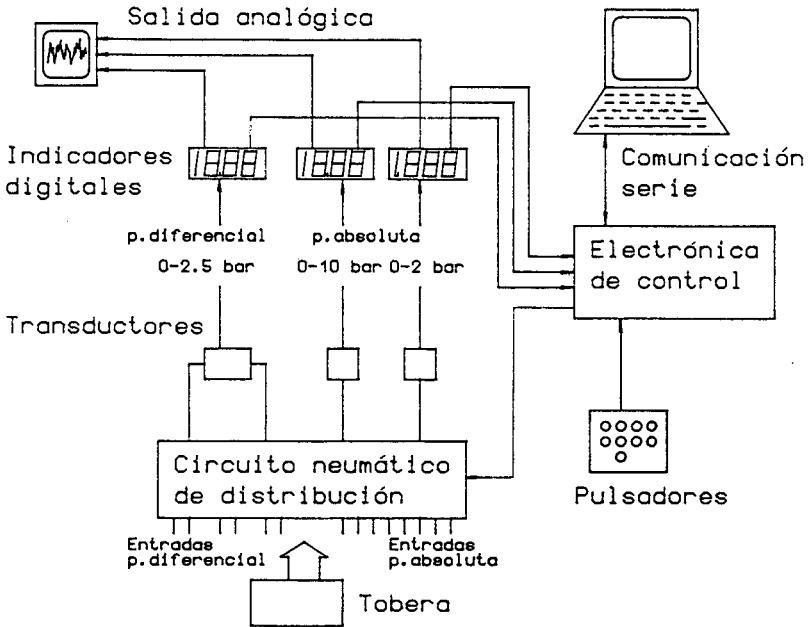 Salida analógica
Indicadores
digitales
Comunicación
serie
p.diferencial
p.absoluta
0-2.5 bar
0-10 bar
0-2 bar
Electrónica
de control
Transductores
Circuito neumático
de distribución
Pulsadores
Entradas
p.diferencial
Entradas
p.absoluta
Tobera